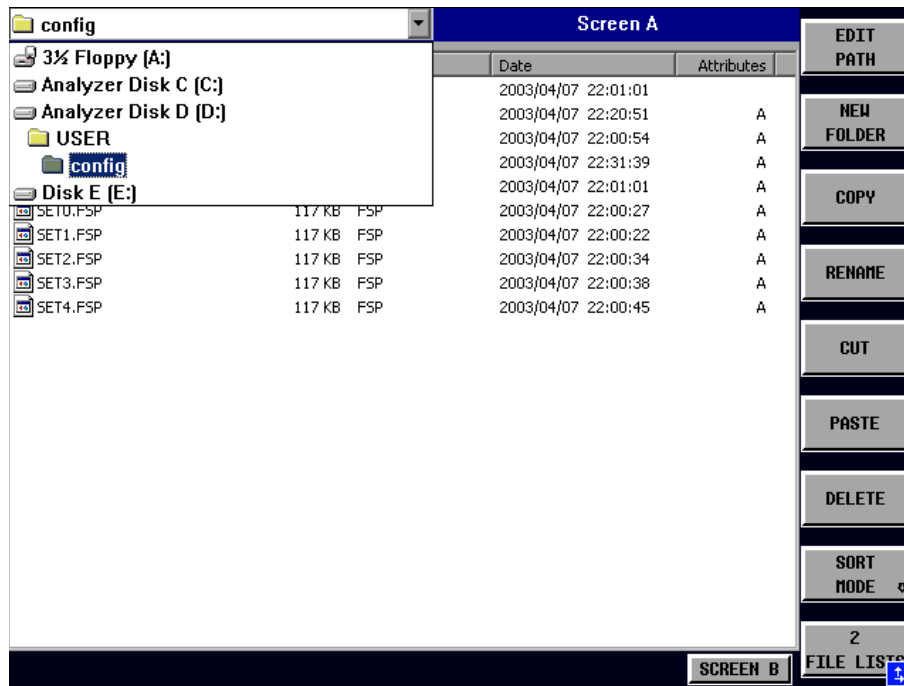 config
Screen A
3½ Floppy (A:)
Analyzer Disk C (C:)
Analyzer Disk D (D:)
USER
config
Disk E (E:)
Date Attributes
2003/04/07 22:01:01
2003/04/07 22:20:51 A
2003/04/07 22:00:54 A
2003/04/07 22:31:39 A
2003/04/07 22:01:01 A
SET0.FSP 117 KB FSP 2003/04/07 22:00:27 A
SET1.FSP 117 KB FSP 2003/04/07 22:00:22 A
SET2.FSP 117 KB FSP 2003/04/07 22:00:34 A
SET3.FSP 117 KB FSP 2003/04/07 22:00:38 A
SET4.FSP 117 KB FSP 2003/04/07 22:00:45 A
SCREEN B
EDIT
PATH
NEW
FOLDER
COPY
RENAME
CUT
PASTE
DELETE
SORT
MODE
2
FILE LISTS